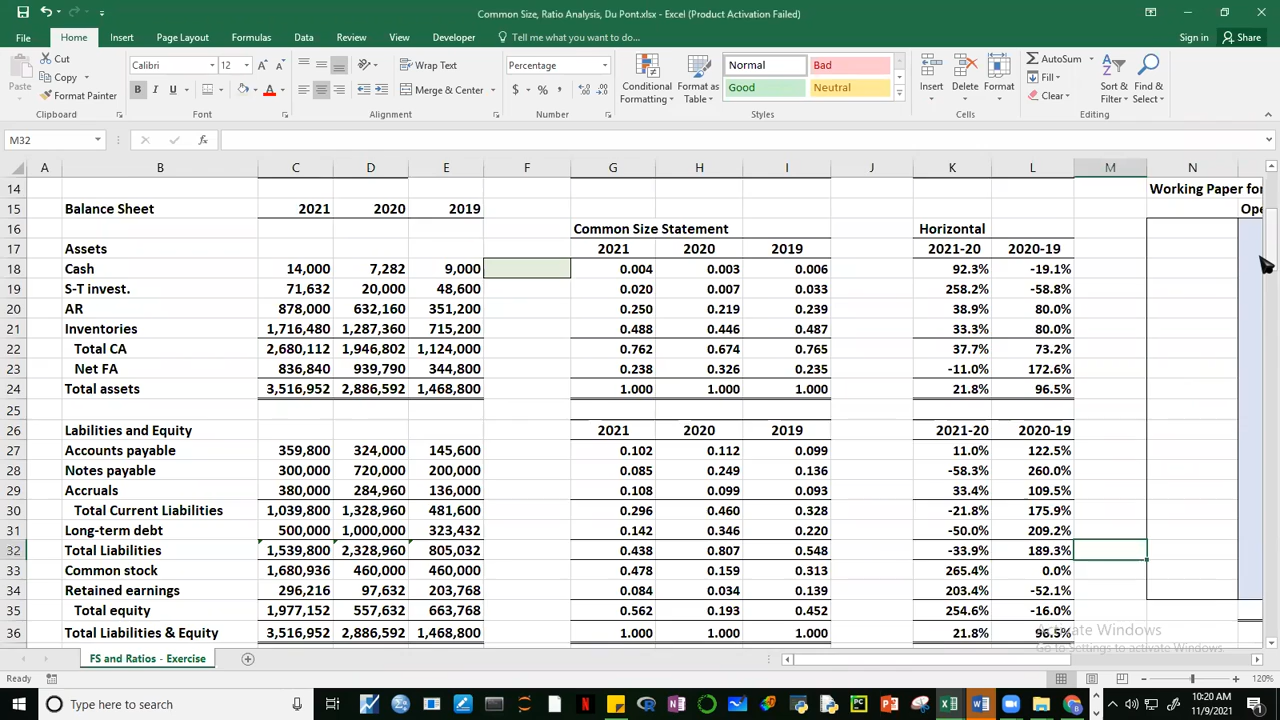 Common Size, Ratio Analysis, Du Pont.xlsx - Excel (Product Activation Failed)
File Home Insert Page Layout Formulas Data Review View Developer Tell me what you want to do... Sign in Share
Paste Cut Copy Format Painter
Calibri 12 Wrap Text Merge & Center Percentage
B I U
Conditional Formatting Format as Table
Normal Bad
Good Neutral
Insert Delete Format
AutoSum Fill Clear
Sort & Filter Find & Select
Clipboard Font Alignment Number Styles Cells Editing
M32 fx
A B C D E F G H I J K L M N
14 Working Paper for
15 Balance Sheet 2021 2020 2019 Ope
16 Common Size Statement Horizontal
17 Assets 2021 2020 2019 2021-20 2020-19
18 Cash 14,000 7,282 9,000 0.004 0.003 0.006 92.3% -19.1%
19 S-T invest. 71,632 20,000 48,600 0.020 0.007 0.033 258.2% -58.8%
20 AR 878,000 632,160 351,200 0.250 0.219 0.239 38.9% 80.0%
21 Inventories 1,716,480 1,287,360 715,200 0.488 0.446 0.487 33.3% 80.0%
22 Total CA 2,680,112 1,946,802 1,124,000 0.762 0.674 0.765 37.7% 73.2%
23 Net FA 836,840 939,790 344,800 0.238 0.326 0.235 -11.0% 172.6%
24 Total assets 3,516,952 2,886,592 1,468,800 1.000 1.000 1.000 21.8% 96.5%
25
26 Labilities and Equity 2021 2020 2019 2021-20 2020-19
27 Accounts payable 359,800 324,000 145,600 0.102 0.112 0.099 11.0% 122.5%
28 Notes payable 300,000 720,000 200,000 0.085 0.249 0.136 -58.3% 260.0%
29 Accruals 380,000 284,960 136,000 0.108 0.099 0.093 33.4% 109.5%
30 Total Current Liabilities 1,039,800 1,328,960 481,600 0.296 0.460 0.328 -21.8% 175.9%
31 Long-term debt 500,000 1,000,000 323,432 0.142 0.346 0.220 -50.0% 209.2%
32 Total Liabilities 1,539,800 2,328,960 805,032 0.438 0.807 0.548 -33.9% 189.3%
33 Common stock 1,680,936 460,000 460,000 0.478 0.159 0.313 265.4% 0.0%
34 Retained earnings 296,216 97,632 203,768 0.084 0.034 0.139 203.4% -52.1%
35 Total equity 1,977,152 557,632 663,768 0.562 0.193 0.452 254.6% -16.0%
36 Total Liabilities & Equity 3,516,952 2,886,592 1,468,800 1.000 1.000 1.000 21.8% 96.5%
Activate Windows
Go to Settings to activate Windows.
FS and Ratios - Exercise
Ready 120%
Type here to search
10:20 AM
11/9/2021